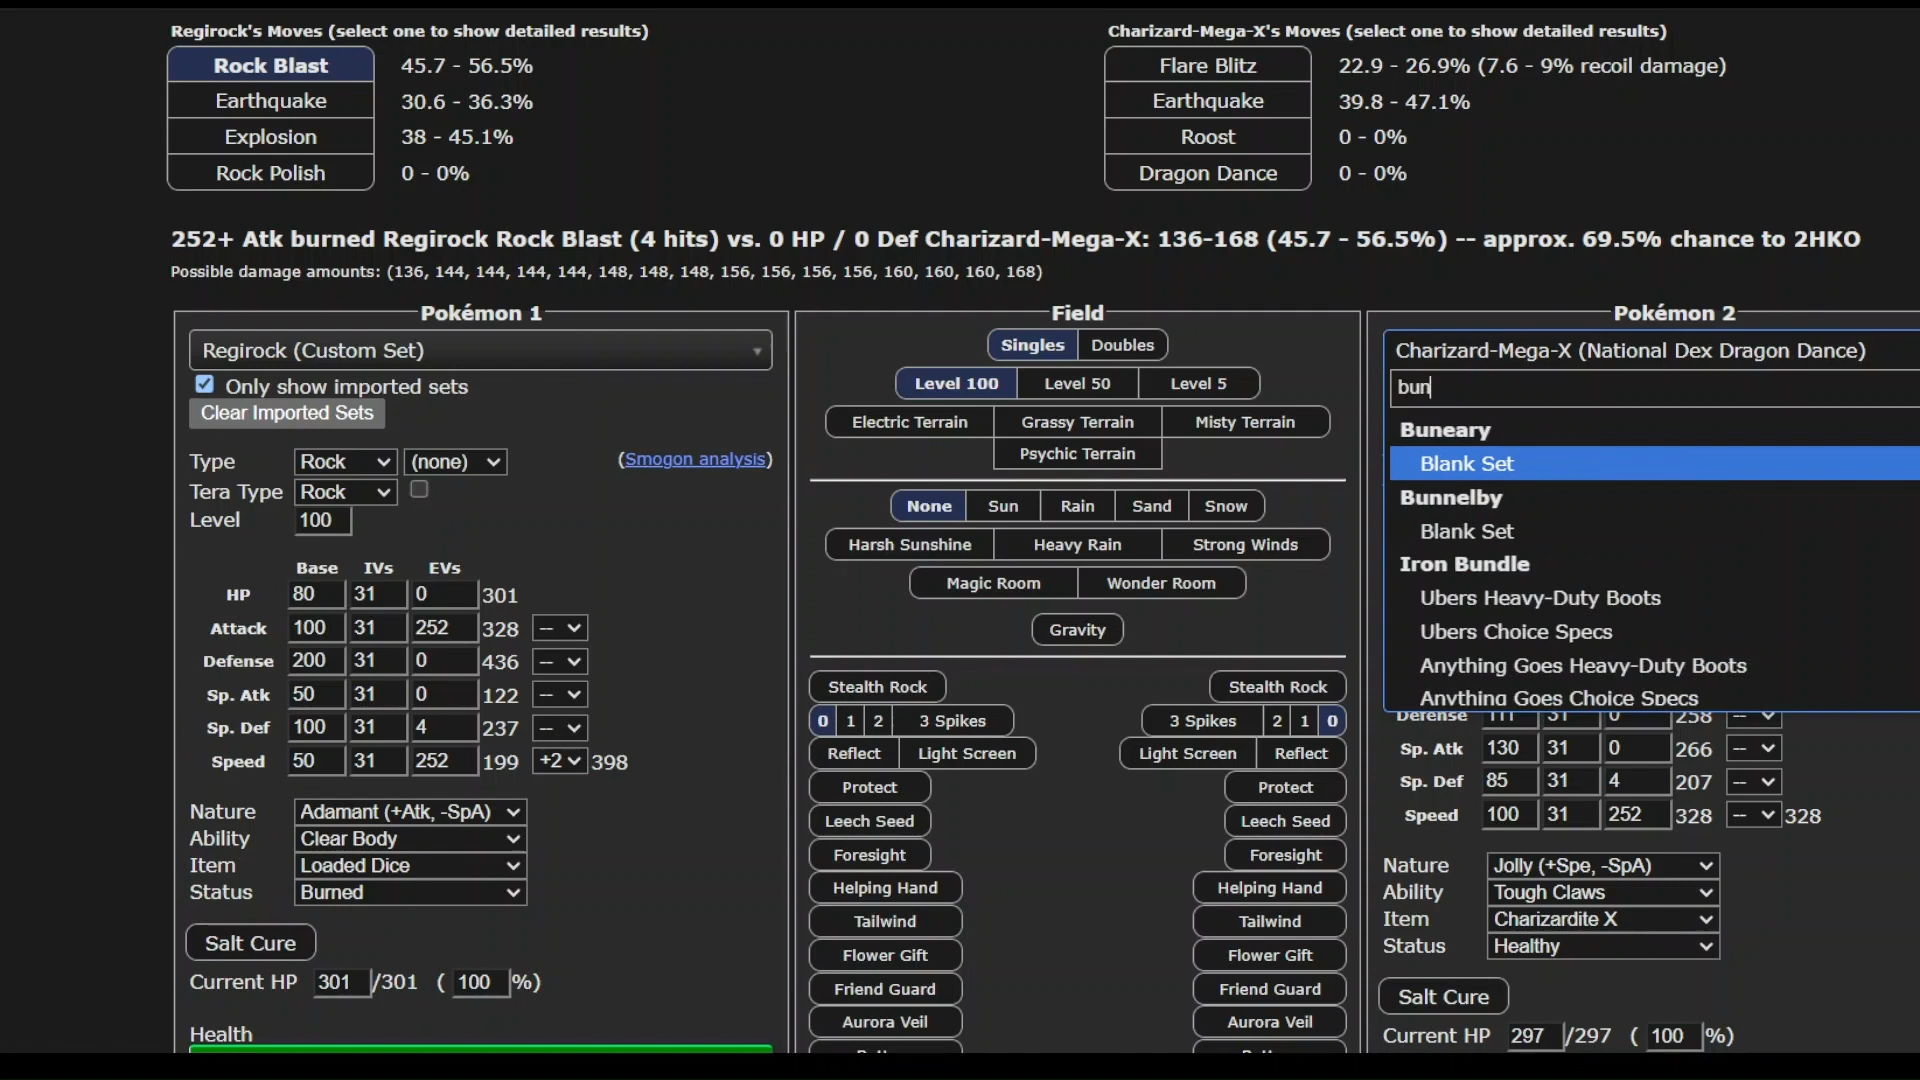 Regirock's Moves (select one to show detailed results)
Rock Blast 45.7 - 56.5%
Earthquake 30.6 - 36.3%
Explosion 38 - 45.1%
Rock Polish 0 - 0%
Charizard-Mega-X's Moves (select one to show detailed results)
Flare Blitz 22.9 - 26.9% (7.6 - 9% recoil damage)
Earthquake 39.8 - 47.1%
Roost 0 - 0%
Dragon Dance 0 - 0%
252+ Atk burned Regirock Rock Blast (4 hits) vs. 0 HP / 0 Def Charizard-Mega-X: 136-168 (45.7 - 56.5%) -- approx. 69.5% chance to 2HKO
Possible damage amounts: (136, 144, 144, 144, 144, 148, 148, 148, 156, 156, 156, 156, 160, 160, 160, 168)
Pokémon 1
Regirock (Custom Set)
Only show imported sets
Clear Imported Sets
Type Rock (none) (Smogon analysis)
Tera Type Rock
Level 100
Base IVs EVs
HP 80 31 0 301
Attack 100 31 252 328 --
Defense 200 31 0 436 --
Sp. Atk 50 31 0 122 --
Sp. Def 100 31 4 237 --
Speed 50 31 252 199 +2 398
Nature Adamant (+Atk, -SpA)
Ability Clear Body
Item Loaded Dice
Status Burned
Salt Cure
Current HP 301 /301 ( 100 %)
Health
Field
Singles Doubles
Level 100 Level 50 Level 5
Electric Terrain Grassy Terrain Misty Terrain
Psychic Terrain
None Sun Rain Sand Snow
Harsh Sunshine Heavy Rain Strong Winds
Magic Room Wonder Room
Gravity
Stealth Rock Stealth Rock
0 1 2 3 Spikes 3 Spikes 2 1 0
Reflect Light Screen Light Screen Reflect
Protect Protect
Leech Seed Leech Seed
Foresight Foresight
Helping Hand Helping Hand
Tailwind Tailwind
Flower Gift Flower Gift
Friend Guard Friend Guard
Aurora Veil Aurora Veil
Pokémon 2
Charizard-Mega-X (National Dex Dragon Dance)
bun
Buneary
Blank Set
Bunnelby
Blank Set
Iron Bundle
Ubers Heavy-Duty Boots
Ubers Choice Specs
Anything Goes Heavy-Duty Boots
Anything Goes Choice Specs
Defense 111 31 0 258 --
Sp. Atk 130 31 0 266 --
Sp. Def 85 31 4 207 --
Speed 100 31 252 328 -- 328
Nature Jolly (+Spe, -SpA)
Ability Tough Claws
Item Charizardite X
Status Healthy
Salt Cure
Current HP 297 /297 ( 100 %)